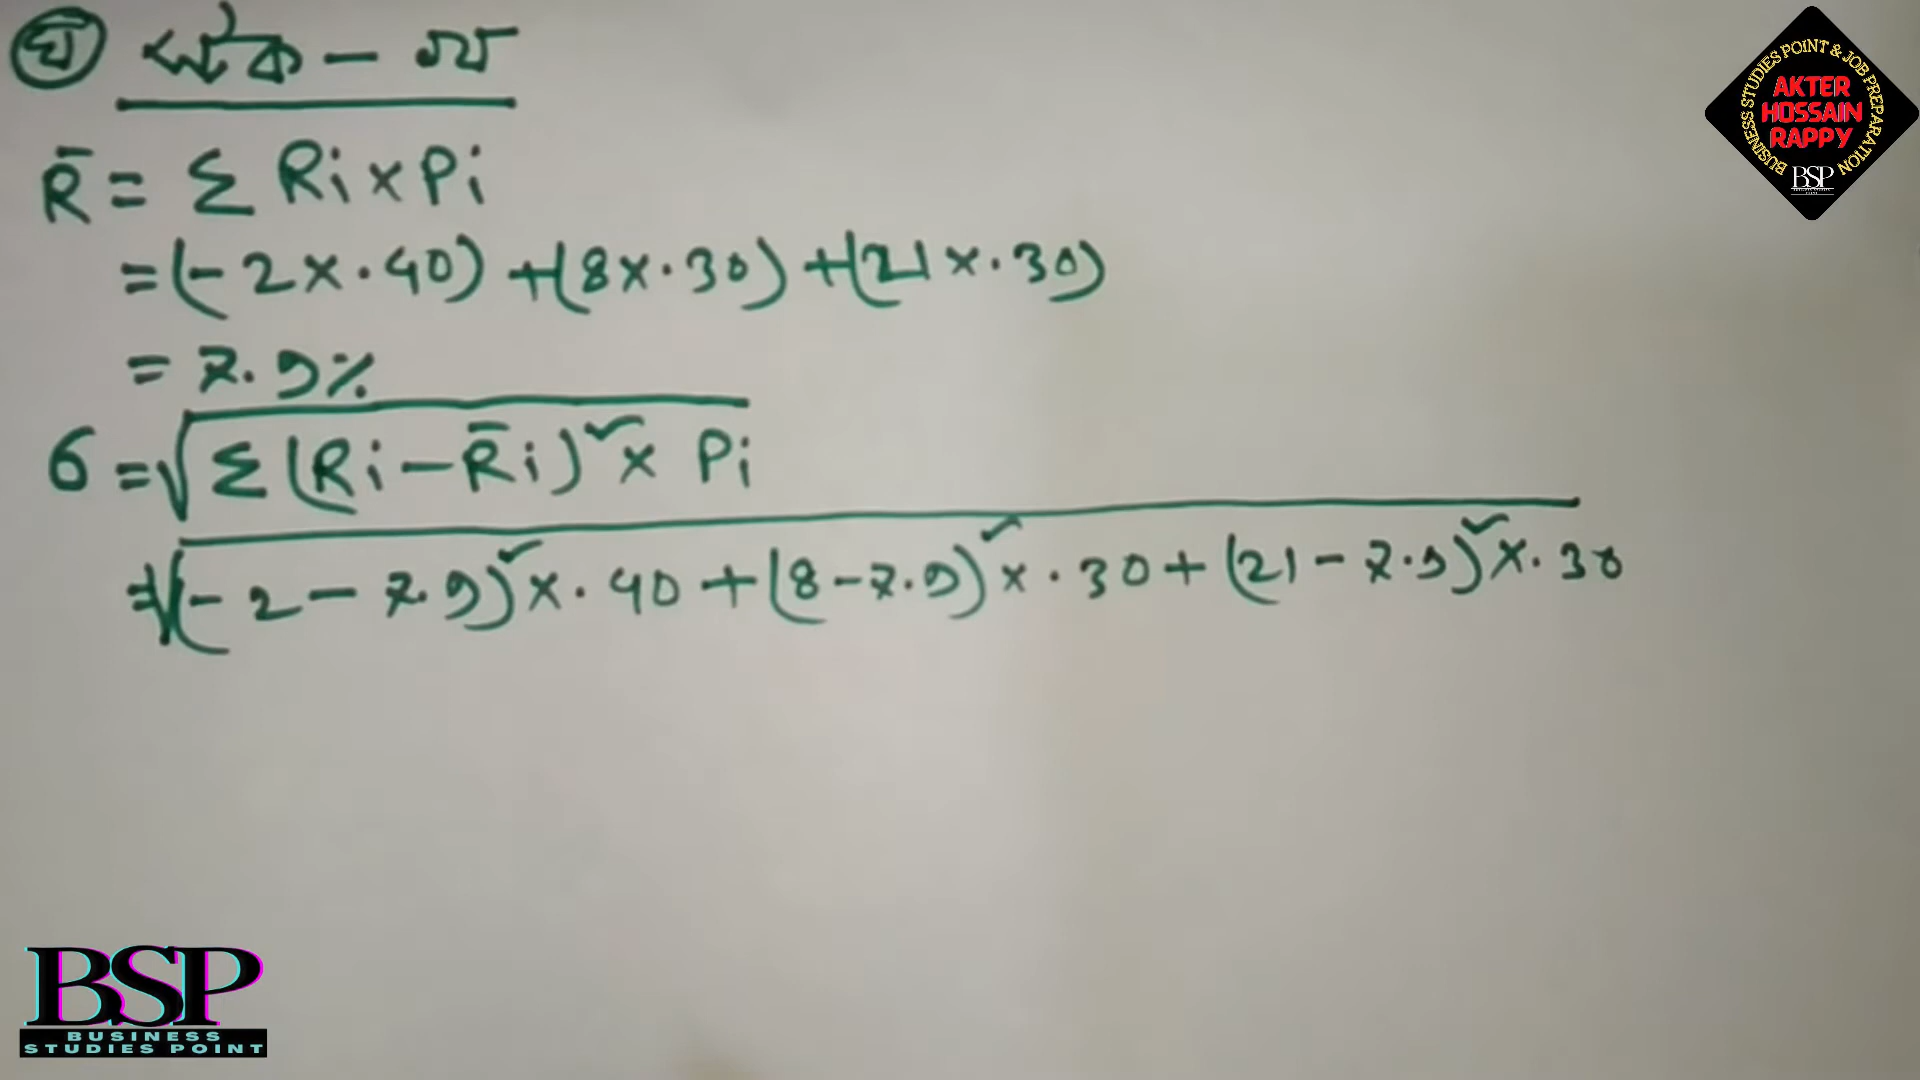 ঘ স্টক - য
R̄ = Σ Ri × Pi
= (-2×.40) + (8×.30) + (21×.30)
= 7.9%
6 = √Σ (Ri - R̄i)² × Pi
= √(-2 - 7.9)² × .40 + (8 - 7.9)² × .30 + (21 - 7.9)² × .30
BUSINESS STUDIES POINT & JOB PREPARATION
AKTER
HOSSAIN
RAPPY
BSP
BSP
BUSINESS
STUDIES POINT